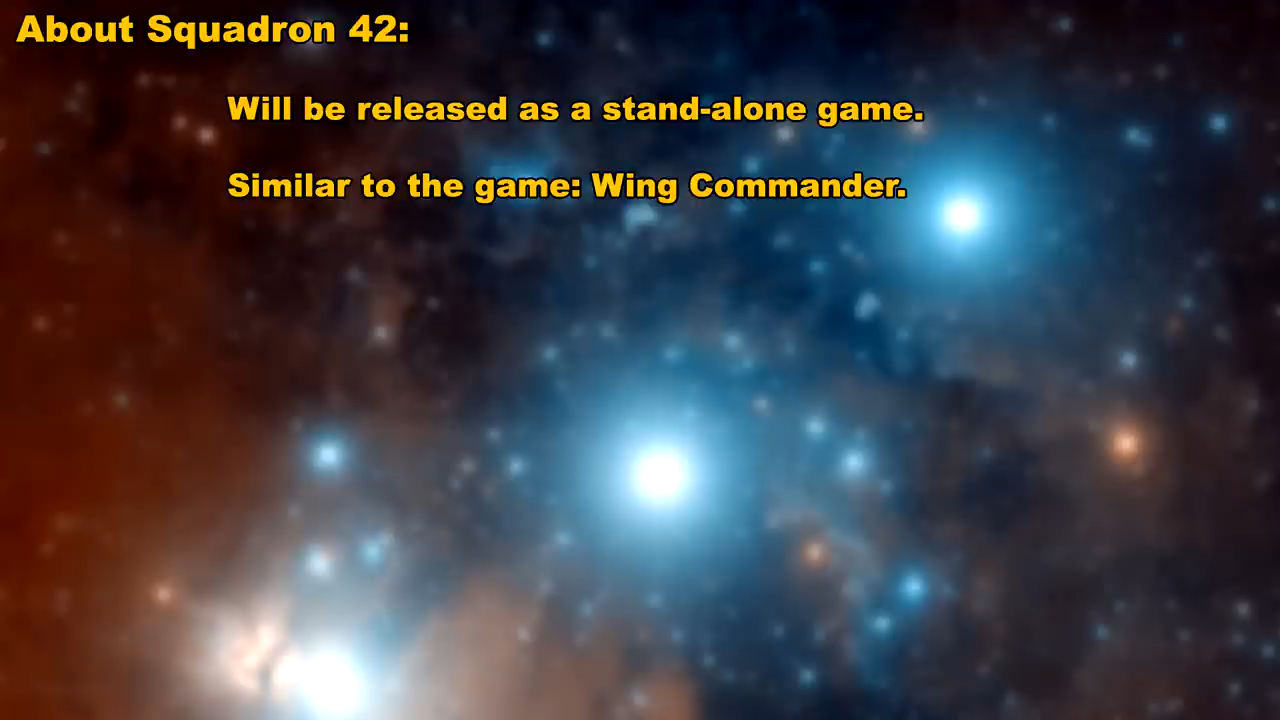 About Squadron 42:
Will be released as a stand-alone game.
Similar to the game: Wing Commander.